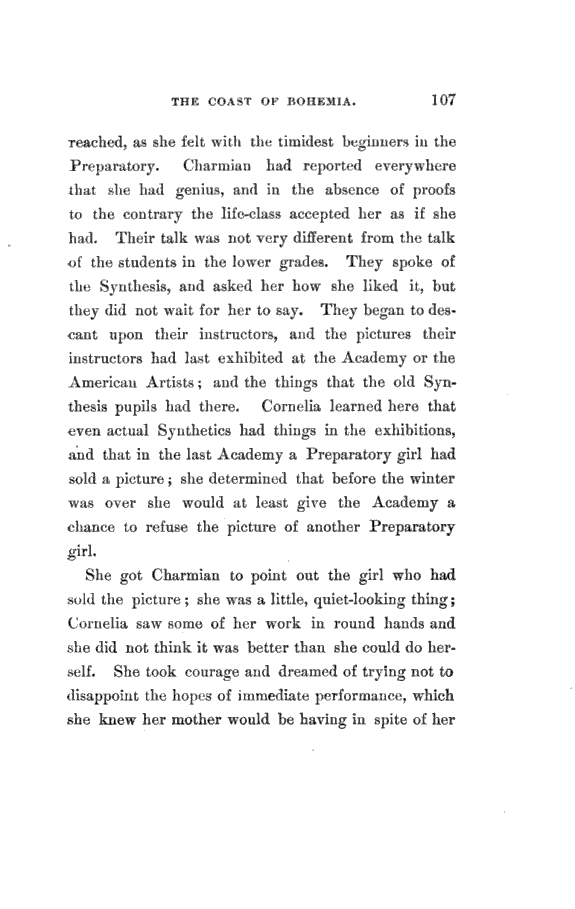 THE COAST OF BOHEMIA. 107
reached, as she felt with the timidest beginners in the
Preparatory. Charmian had reported everywhere
that she had genius, and in the absence of proofs
to the contrary the life-class accepted her as if she
had. Their talk was not very different from the talk
of the students in the lower grades. They spoke of
the Synthesis, and asked her how she liked it, but
they did not wait for her to say. They began to des-
cant upon their instructors, and the pictures their
instructors had last exhibited at the Academy or the
American Artists; and the things that the old Syn-
thesis pupils had there. Cornelia learned here that
even actual Synthetics had things in the exhibitions,
and that in the last Academy a Preparatory girl had
sold a picture; she determined that before the winter
was over she would at least give the Academy a
chance to refuse the picture of another Preparatory
girl.
She got Charmian to point out the girl who had
sold the picture; she was a little, quiet-looking thing;
Cornelia saw some of her work in round hands and
she did not think it was better than she could do her-
self. She took courage and dreamed of trying not to
disappoint the hopes of immediate performance, which
she knew her mother would be having in spite of her